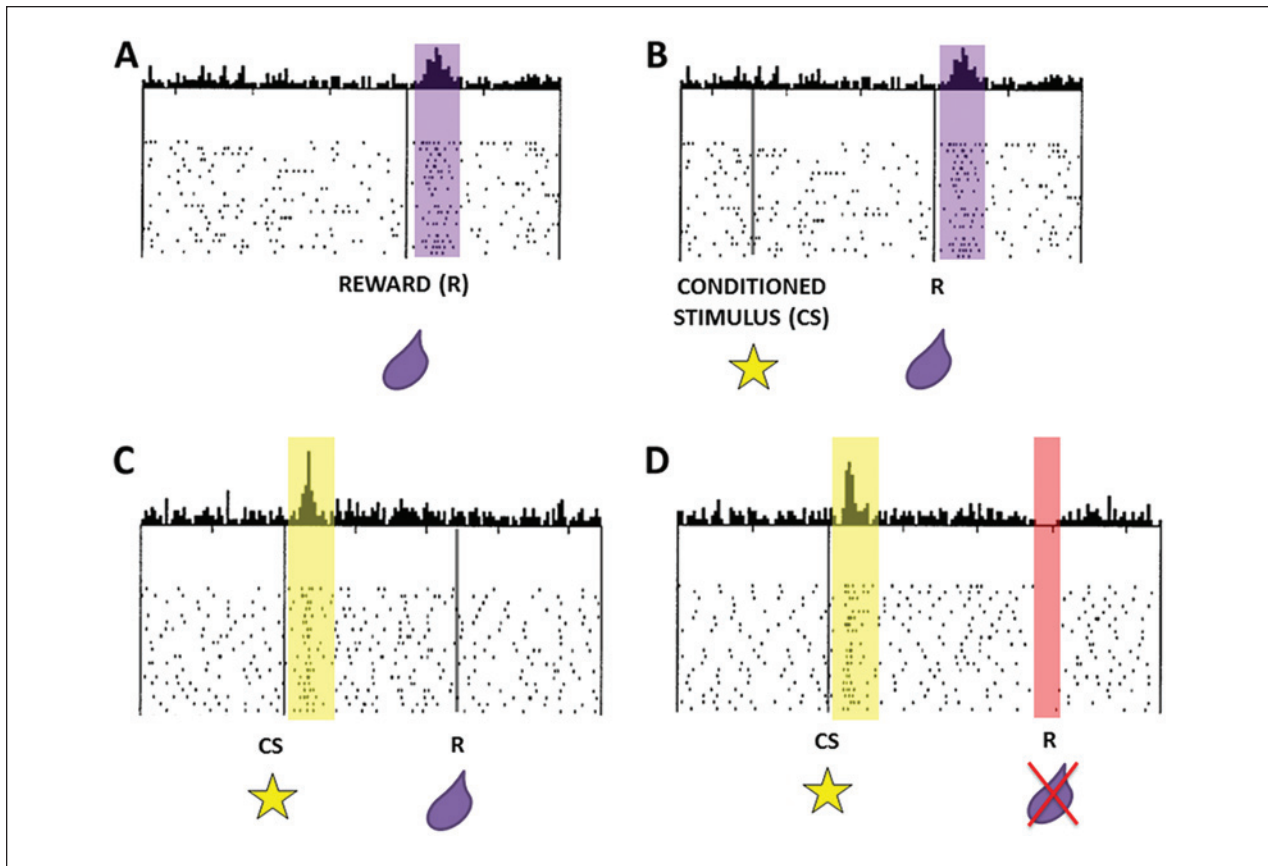 A
B
REWARD (R)
CONDITIONED
STIMULUS (CS)
R
C
D
CS
R
CS
R